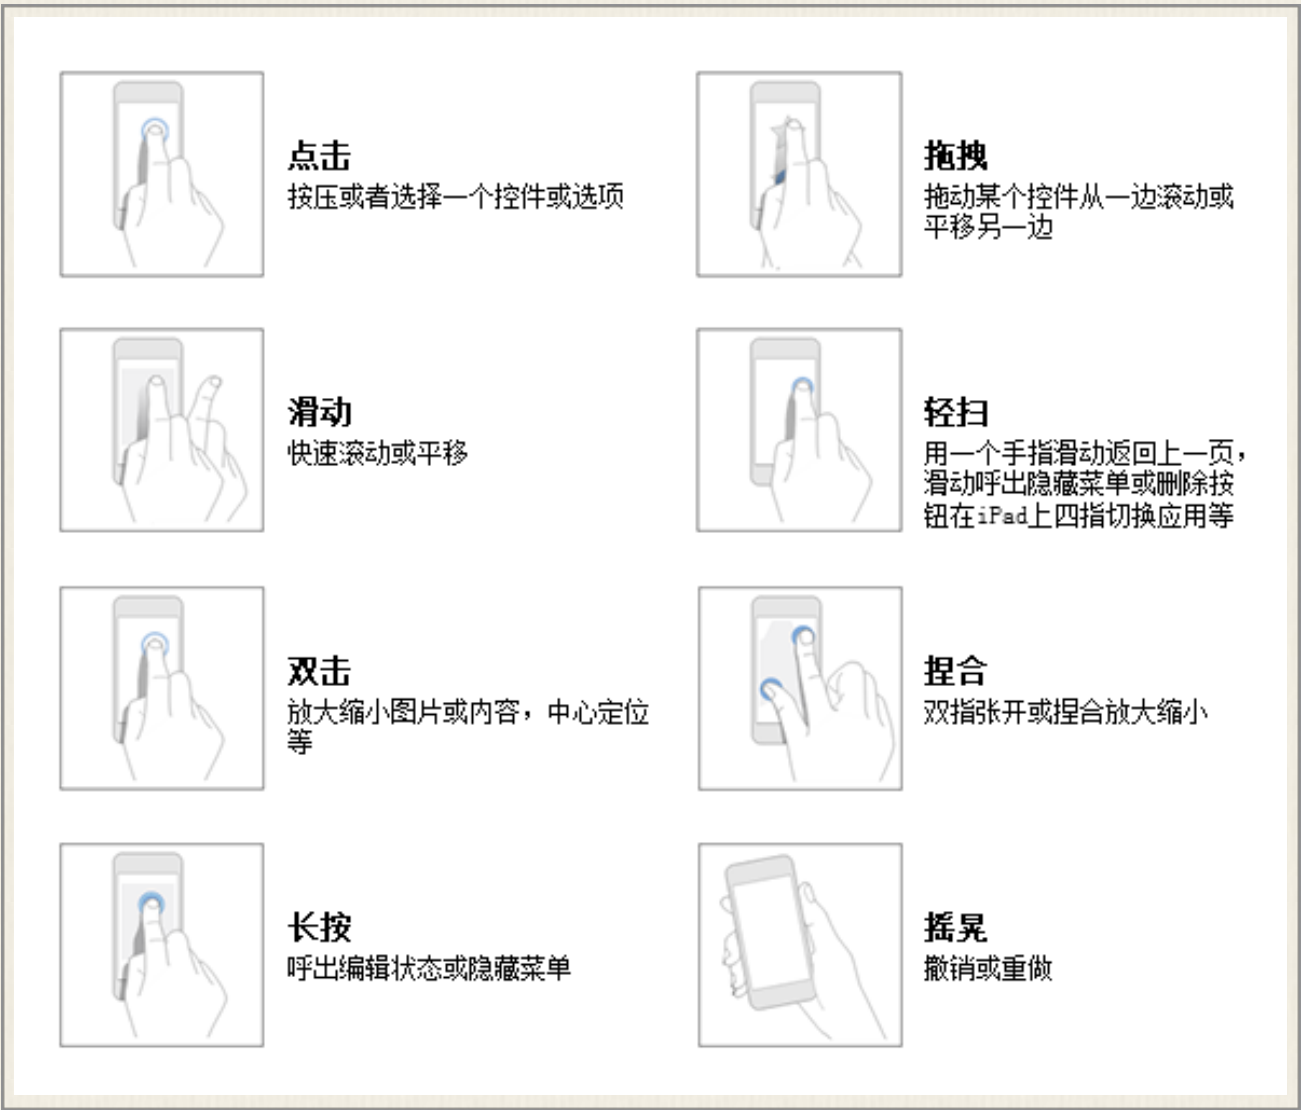 点击
按压或者选择一个控件或选项
拖拽
拖动某个控件从一边滚动或
平移另一边
滑动
快速滚动或平移
轻扫
用一个手指滑动返回上一页，
滑动呼出隐藏菜单或删除按
钮在iPad上四指切换应用等
双击
放大缩小图片或内容，中心定位
等
捏合
双指张开或捏合放大缩小
长按
呼出编辑状态或隐藏菜单
摇晃
撤销或重做